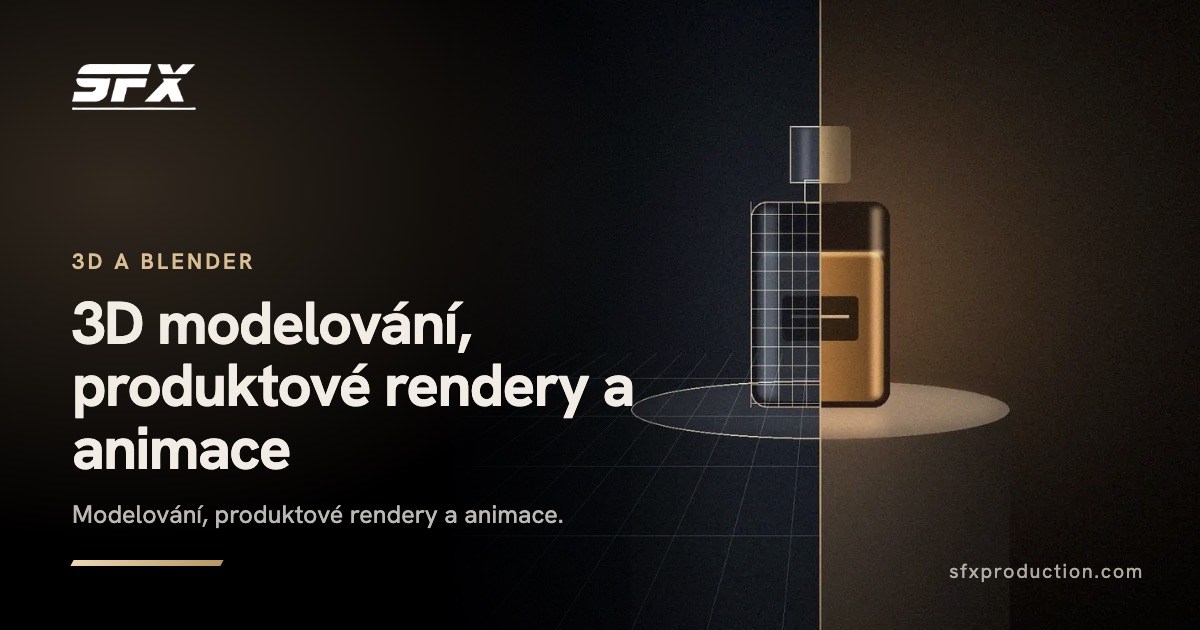 SFX
3D A BLENDER
3D modelování,
produktové rendery a
animace
Modelování, produktové rendery a animace.
sfxproduction.com